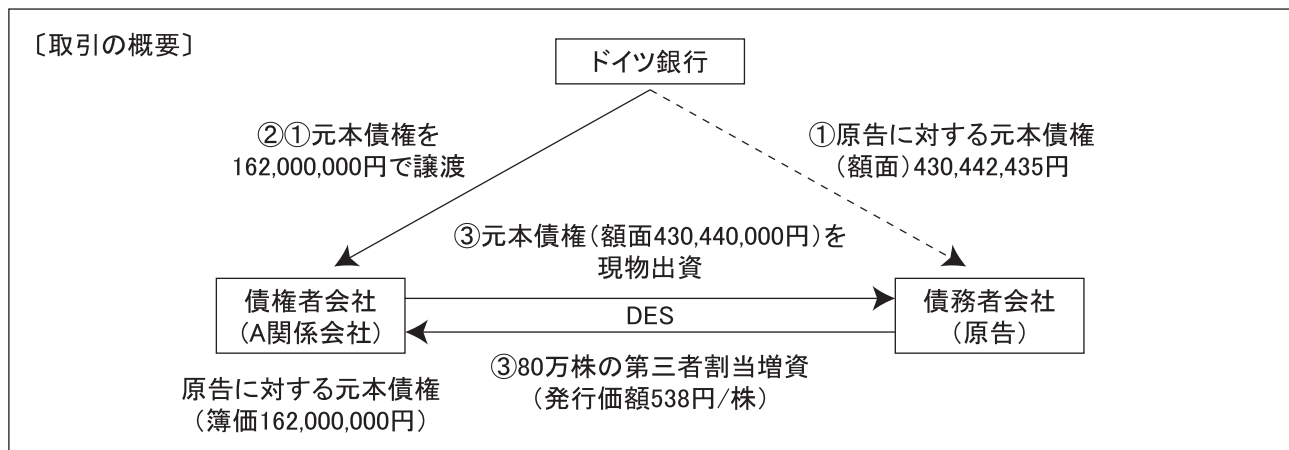 〔取引の概要〕
ドイツ銀行
②①元本債権を
162,000,000円で譲渡
①原告に対する元本債権
（額面）430,442,435円
③元本債権（額面430,440,000円）を
現物出資
債権者会社
（A関係会社）
DES
債務者会社
（原告）
③80万株の第三者割当増資
（発行価額538円/株）
原告に対する元本債権
（簿価162,000,000円）